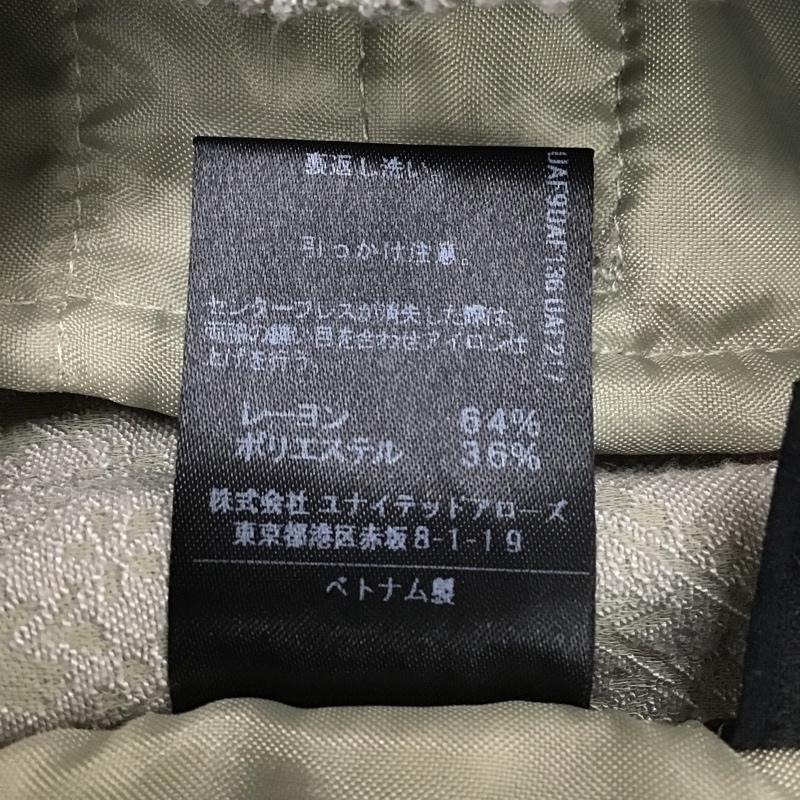 裏返し洗い。
引っかけ注意。
センタープレスが消失した際は、
の縫い目を合わせアイロン仕
上げを行う。
レーヨン 64%
ポリエステル 36%
株式会社 ユナイテッドアローズ
東京都港区赤坂8-1-19
ベトナム製